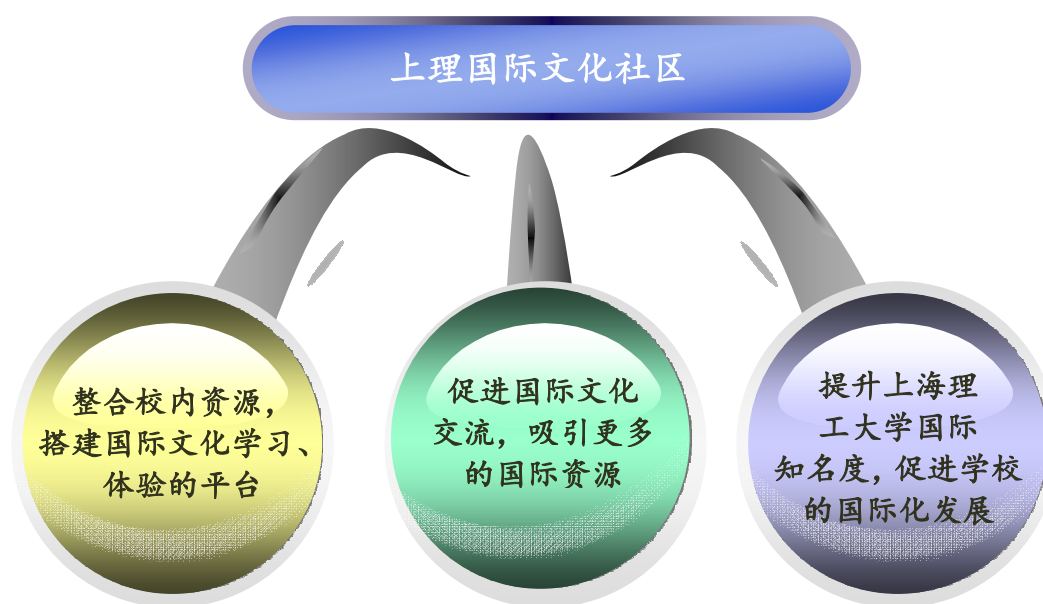 上理国际文化社区
整合校内资源，
搭建国际文化学习、
体验的平台
促进国际文化
交流，吸引更多
的国际资源
提升上海理
工大学国际
知名度，促进学校
的国际化发展